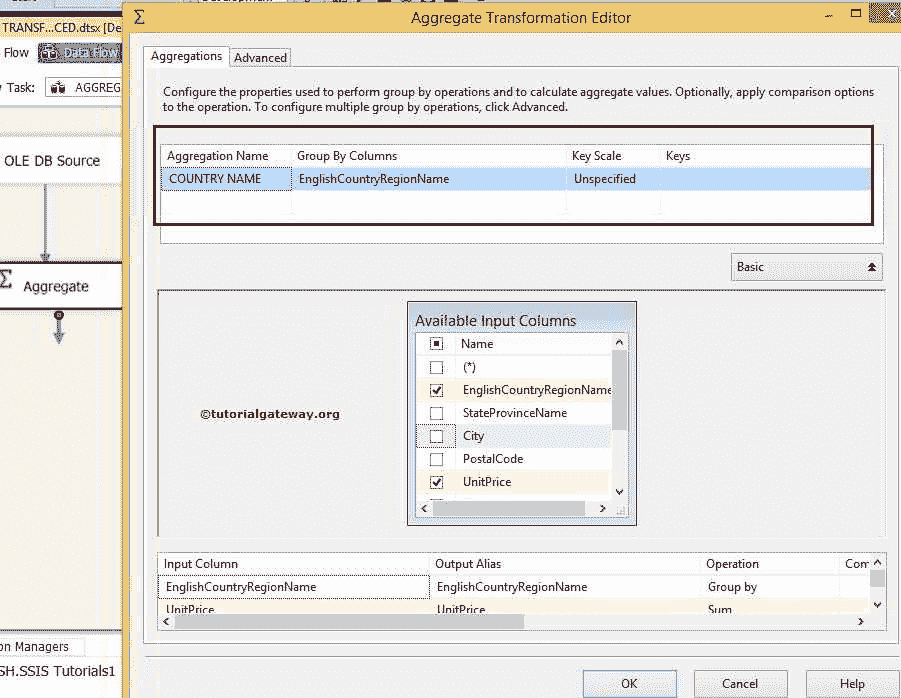 Aggregate Transformation Editor
TRANSF...CED.dtsx [De
Flow
Data Flow
Task:
AGGREG
OLE DB Source
Aggregate
on Managers
SH.SSIS Tutorials1
Aggregations
Advanced
Configure the properties used to perform group by operations and to calculate aggregate values. Optionally, apply comparison options
to the operation. To configure multiple group by operations, click Advanced.
Aggregation Name Group By Columns Key Scale Keys
COUNTRY NAME EnglishCountryRegionName Unspecified
Basic
Available Input Columns
Name
(*)
EnglishCountryRegionName
StateProvinceName
City
PostalCode
UnitPrice
©tutorialgateway.org
Input Column Output Alias Operation Com
EnglishCountryRegionName EnglishCountryRegionName Group by
UnitPrice UnitPrice Sum
OK Cancel Help